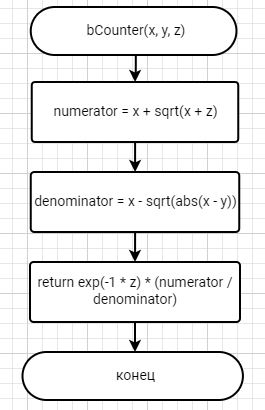 bCounter(x, y, z)
numerator = x + sqrt(x + z)
denominator = x - sqrt(abs(x - y))
return exp(-1 * z) * (numerator /
denominator)
конец